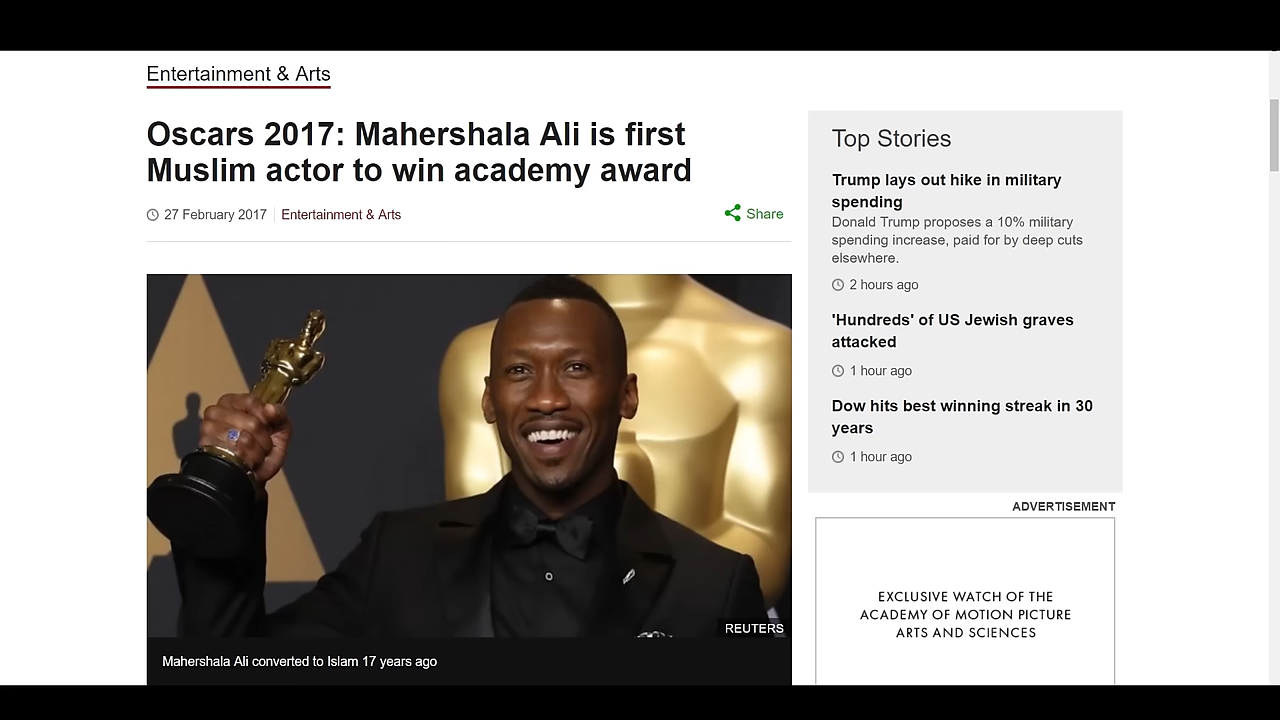 Entertainment & Arts
Oscars 2017: Mahershala Ali is first
Muslim actor to win academy award
27 February 2017
Entertainment & Arts
Share
REUTERS
Mahershala Ali converted to Islam 17 years ago
Top Stories
Trump lays out hike in military
spending
Donald Trump proposes a 10% military
spending increase, paid for by deep cuts
elsewhere.
2 hours ago
'Hundreds' of US Jewish graves
attacked
1 hour ago
Dow hits best winning streak in 30
years
1 hour ago
ADVERTISEMENT
EXCLUSIVE WATCH OF THE
ACADEMY OF MOTION PICTURE
ARTS AND SCIENCES